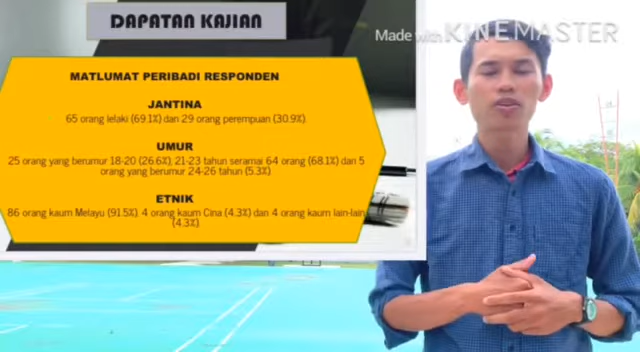 DAPATAN KAJIAN
Made with KINEMASTER
MATLUMAT PERIBADI RESPONDEN
JANTINA
65 orang lelaki (69.1%) dan 29 orang perempuan (30.9%)
UMUR
25 orang yang berumur 18-20 (26.6%), 21-23 tahun seramai 64 orang (68.1%) dan 5
orang yang berumur 24-26 tahun (5.3%).
ETNIK
86 orang kaum Melayu (91.5%), 4 orang kaum Cina (4.3%) dan 4 orang kaum lain-lain
(4.3%).